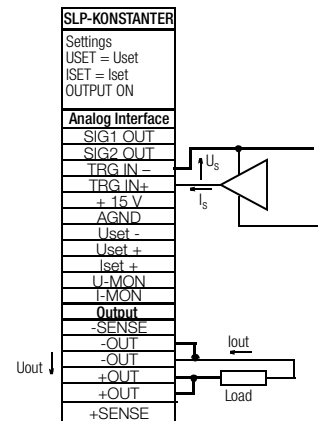 SLP-KONSTANTER
Settings
USET = Uset
ISET = Iset
OUTPUT ON
Analog Interface
SIG1 OUT
SIG2 OUT
TRG IN –
TRG IN+
+ 15 V
AGND
Uset -
Uset +
Iset +
U-MON
I-MON
Output
-SENSE
-OUT
-OUT
+OUT
+OUT
+SENSE
Us
Is
Iout
Uout
Load